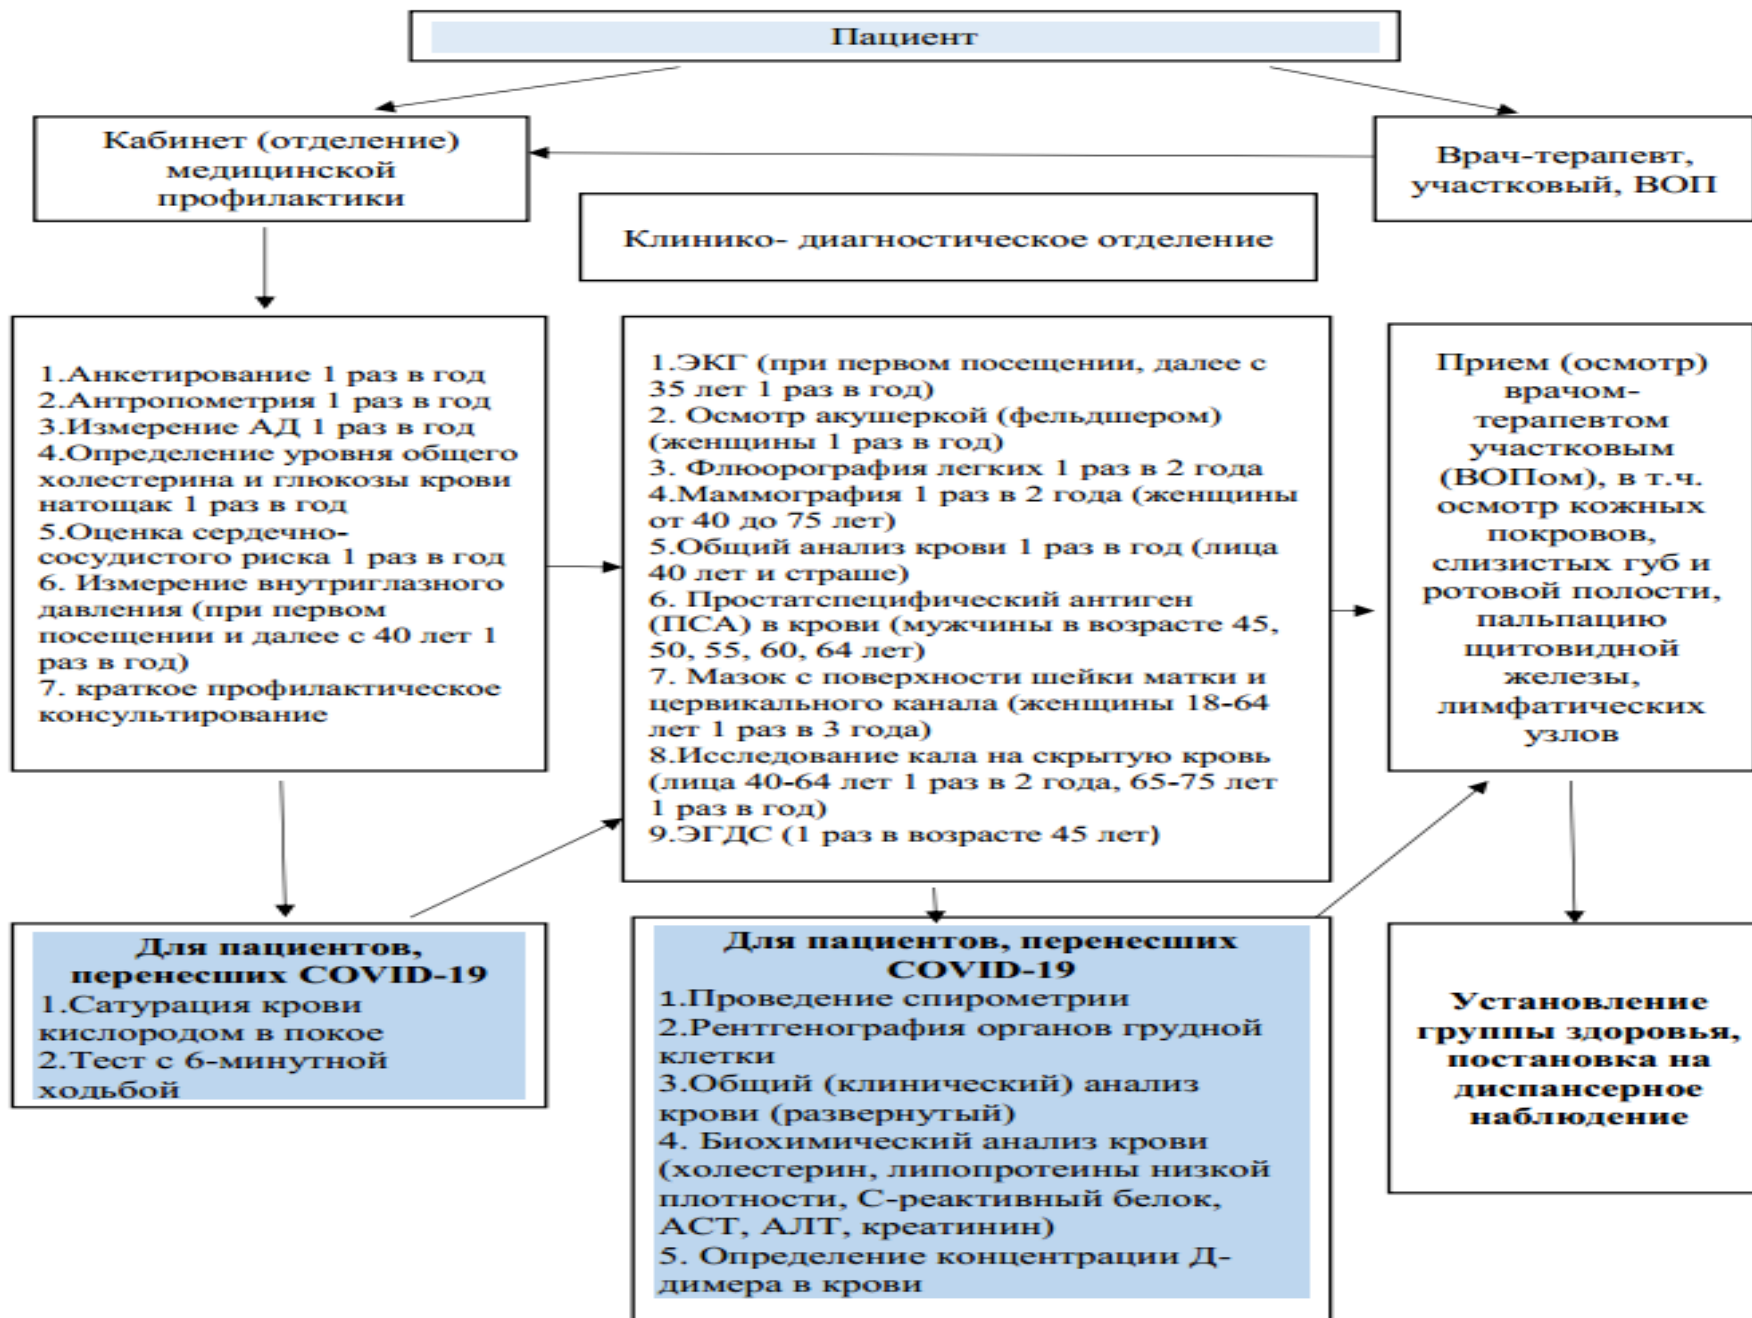 Пациент
Кабинет (отделение)
медицинской
профилактики
Врач-терапевт,
участковый, ВОП
Клинико- диагностическое отделение
1.Анкетирование 1 раз в год
2.Антропометрия 1 раз в год
3.Измерение АД 1 раз в год
4.Определение уровня общего
холестерина и глюкозы крови
натощак 1 раз в год
5.Оценка сердечно-
сосудистого риска 1 раз в год
6. Измерение внутриглазного
давления (при первом
посещении и далее с 40 лет 1
раз в год)
7. краткое профилактическое
консультирование
1.ЭКГ (при первом посещении, далее с
35 лет 1 раз в год)
2. Осмотр акушеркой (фельдшером)
(женщины 1 раз в год)
3. Флюорография легких 1 раз в 2 года
4.Маммография 1 раз в 2 года (женщины
от 40 до 75 лет)
5.Общий анализ крови 1 раз в год (лица
40 лет и страше)
6. Простатспецифический антиген
(ПСА) в крови (мужчины в возрасте 45,
50, 55, 60, 64 лет)
7. Мазок с поверхности шейки матки и
цервикального канала (женщины 18-64
лет 1 раз в 3 года)
8.Исследование кала на скрытую кровь
(лица 40-64 лет 1 раз в 2 года, 65-75 лет
1 раз в год)
9.ЭГДС (1 раз в возрасте 45 лет)
Прием (осмотр)
врачом-
терапевтом
участковым
(ВОПом), в т.ч.
осмотр кожных
покровов,
слизистых губ и
ротовой полости,
пальпацию
щитовидной
железы,
лимфатических
узлов
Для пациентов,
перенесших COVID-19
1.Сатурация крови
кислородом в покое
2.Тест с 6-минутной
ходьбой
Для пациентов, перенесших
COVID-19
1.Проведение спирометрии
2.Рентгенография органов грудной
клетки
3.Общий (клинический) анализ
крови (развернутый)
4. Биохимический анализ крови
(холестерин, липопротеины низкой
плотности, С-реактивный белок,
АСТ, АЛТ, креатинин)
5. Определение концентрации Д-
димера в крови
Установление
группы здоровья,
постановка на
диспансерное
наблюдение